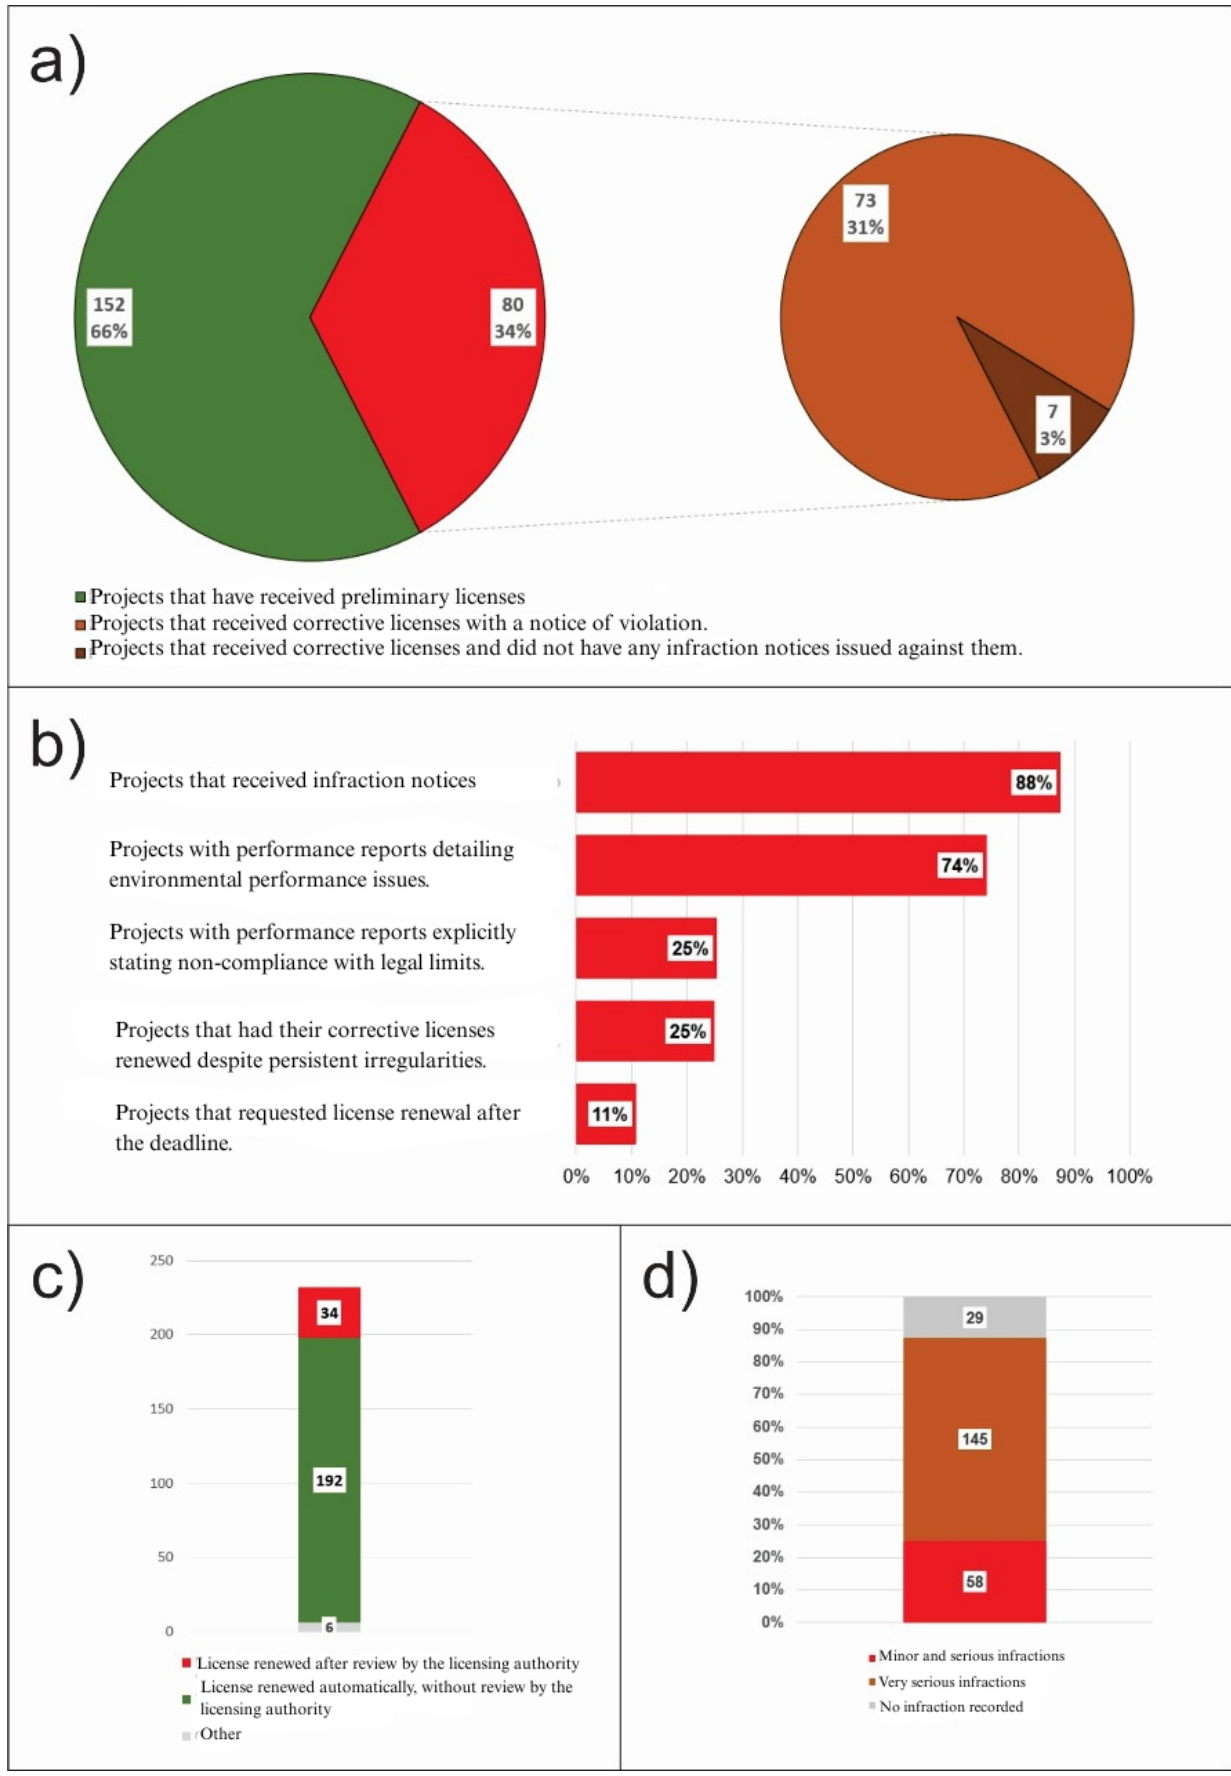 a)
73
31%
152
66%
80
34%
7
3%
Projects that have received preliminary licenses
Projects that received corrective licenses with a notice of violation.
Projects that received corrective licenses and did not have any infraction notices issued against them.
b)
Projects that received infraction notices
88%
Projects with performance reports detailing
environmental performance issues.
74%
Projects with performance reports explicitly
stating non-compliance with legal limits.
25%
Projects that had their corrective licenses
renewed despite persistent irregularities.
25%
Projects that requested license renewal after
the deadline.
11%
0% 10% 20% 30% 40% 50% 60% 70% 80% 90% 100%
c)
250
200
150
100
50
0
34
192
6
License renewed after review by the licensing authority
License renewed automatically, without review by the
licensing authority
Other
d)
100%
90%
80%
70%
60%
50%
40%
30%
20%
10%
0%
29
145
58
Minor and serious infractions
Very serious infractions
No infraction recorded